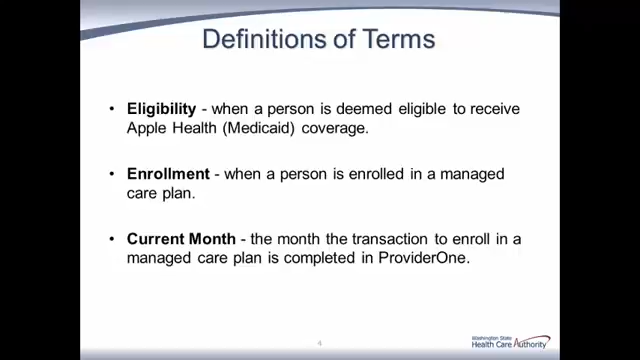 Definitions of Terms
• Eligibility - when a person is deemed eligible to receive
Apple Health (Medicaid) coverage.
• Enrollment - when a person is enrolled in a managed
care plan.
• Current Month - the month the transaction to enroll in a
managed care plan is completed in ProviderOne.
4
Washington State
Health Care Authority